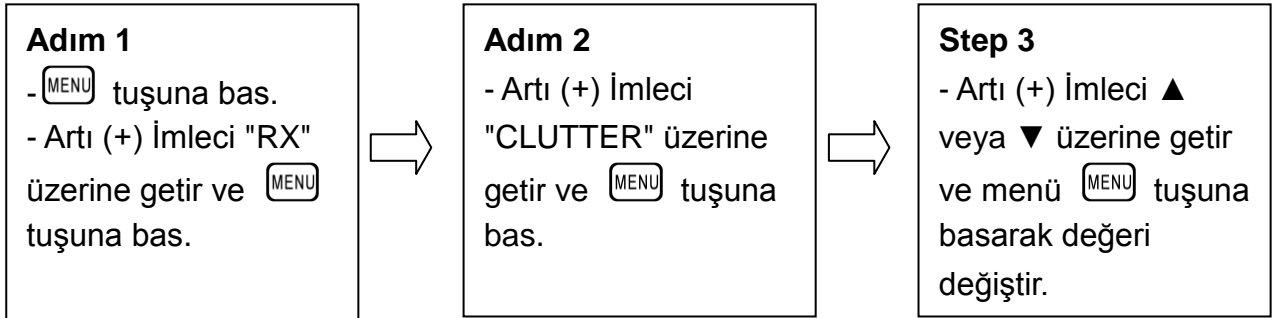 Adım 1
- MENU tuşuna bas.
- Artı (+) İmleci "RX"
üzerine getir ve MENU
tuşuna bas.
Adım 2
- Artı (+) İmleci
"CLUTTER" üzerine
getir ve MENU tuşuna
bas.
Step 3
- Artı (+) İmleci ▲
veya ▼ üzerine getir
ve menü MENU tuşuna
basarak değeri
değiştir.